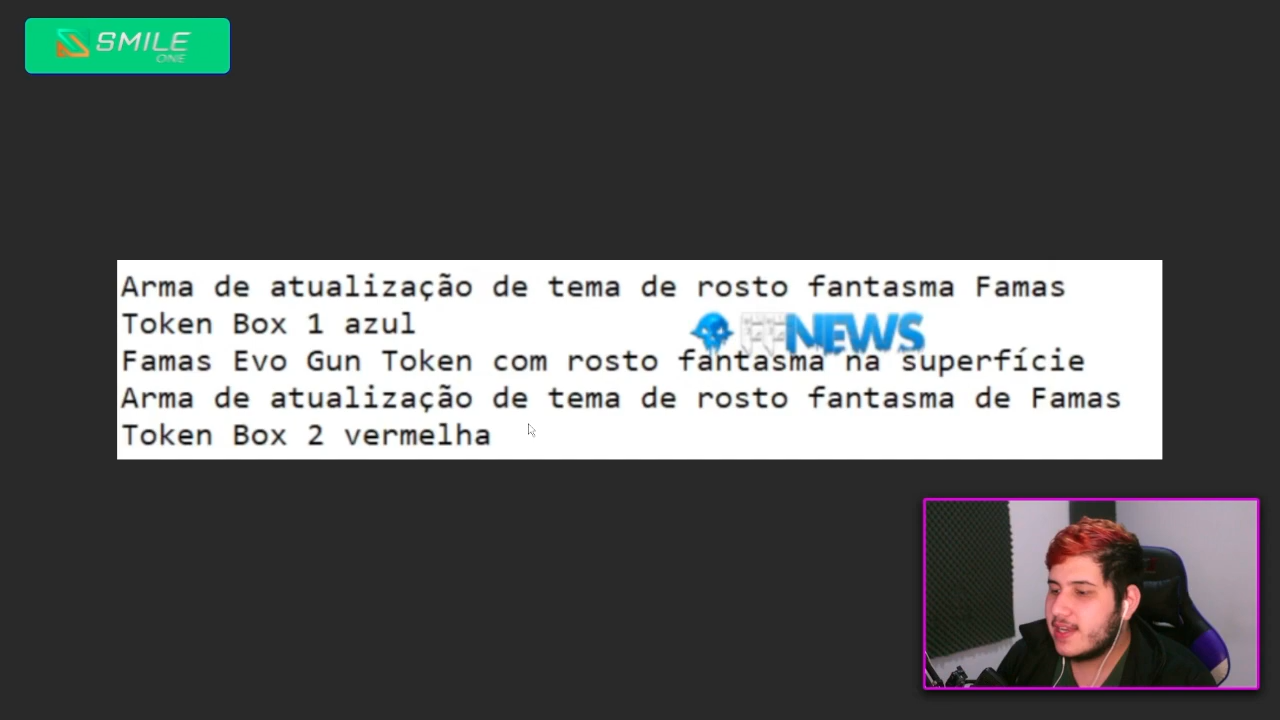 SMILE
ONE
Arma de atualização de tema de rosto fantasma Famas
Token Box 1 azul
FFNEWS
Famas Evo Gun Token com rosto fantasma na superfície
Arma de atualização de tema de rosto fantasma de Famas
Token Box 2 vermelha